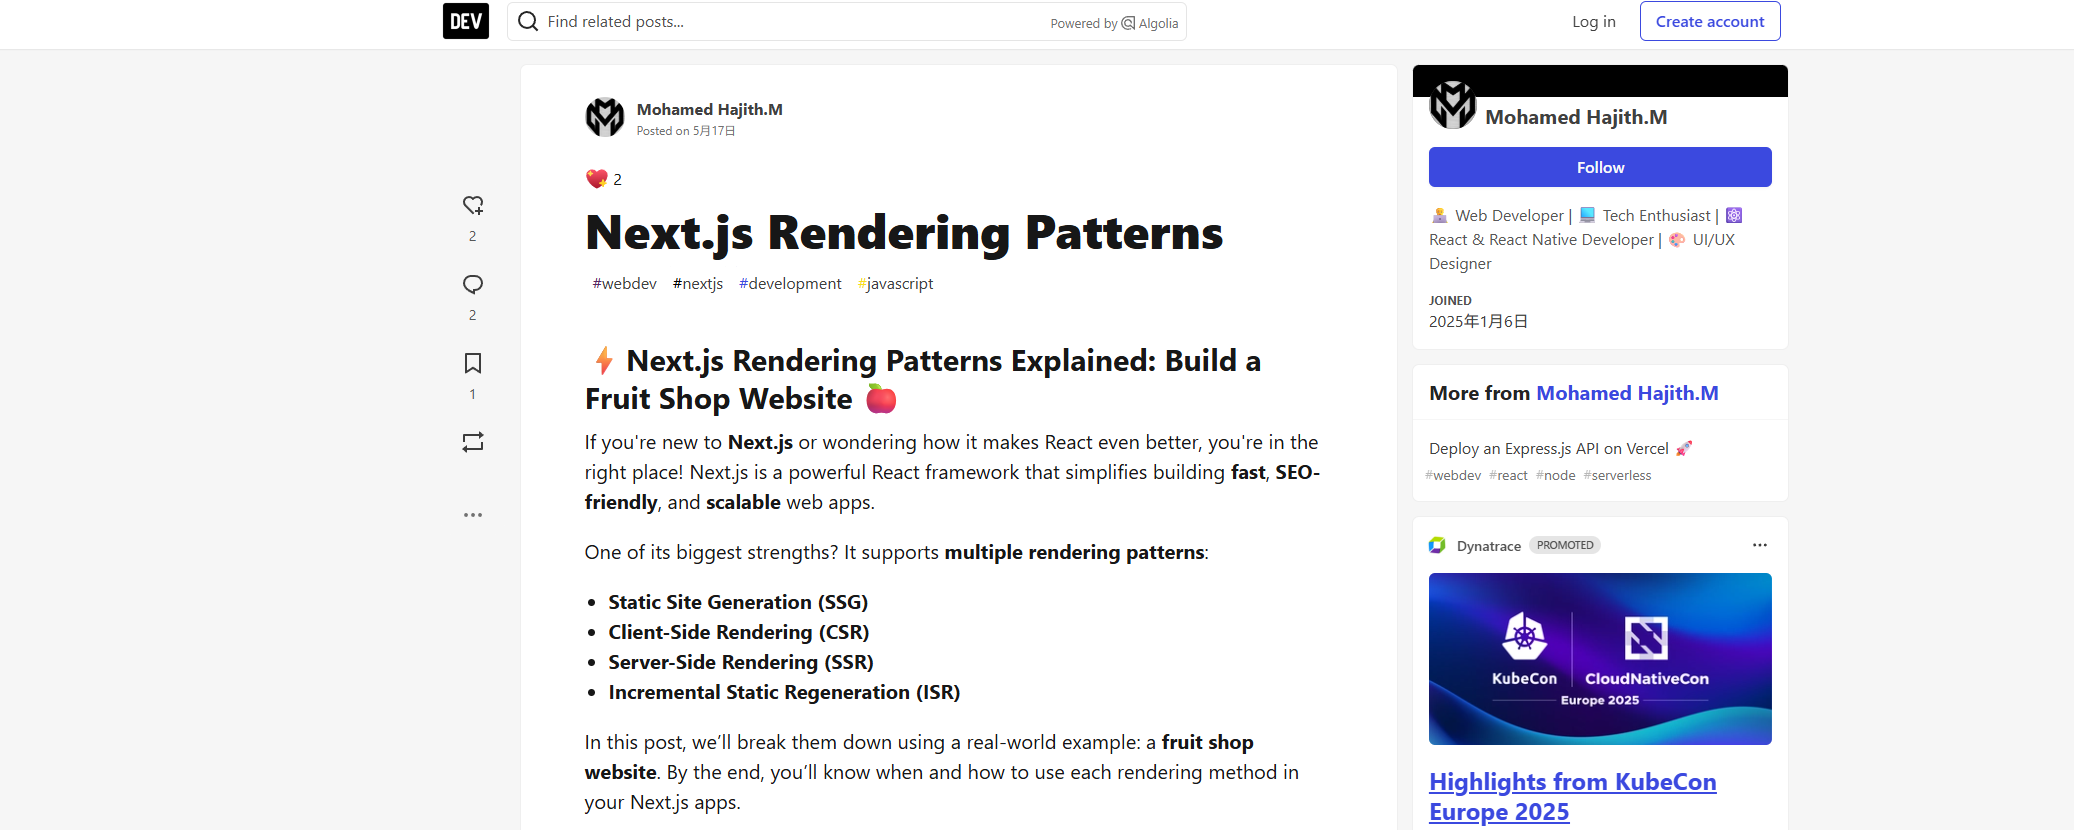 DEV
Find related posts...
Powered by Algolia
Log in
Create account
Mohamed Hajith.M
Posted on 5月17日
2
Next.js Rendering Patterns
#webdev #nextjs #development #javascript
Next.js Rendering Patterns Explained: Build a
Fruit Shop Website
If you're new to Next.js or wondering how it makes React even better, you're in the
right place! Next.js is a powerful React framework that simplifies building fast, SEO-
friendly, and scalable web apps.
One of its biggest strengths? It supports multiple rendering patterns:
• Static Site Generation (SSG)
• Client-Side Rendering (CSR)
• Server-Side Rendering (SSR)
• Incremental Static Regeneration (ISR)
In this post, we’ll break them down using a real-world example: a fruit shop
website. By the end, you’ll know when and how to use each rendering method in
your Next.js apps.
2
2
1
Mohamed Hajith.M
Follow
Web Developer | Tech Enthusiast |
React & React Native Developer | UI/UX
Designer
JOINED
2025年1月6日
More from Mohamed Hajith.M
Deploy an Express.js API on Vercel
#webdev #react #node #serverless
Dynatrace PROMOTED
KubeCon CloudNativeCon
Europe 2025
Highlights from KubeCon
Europe 2025